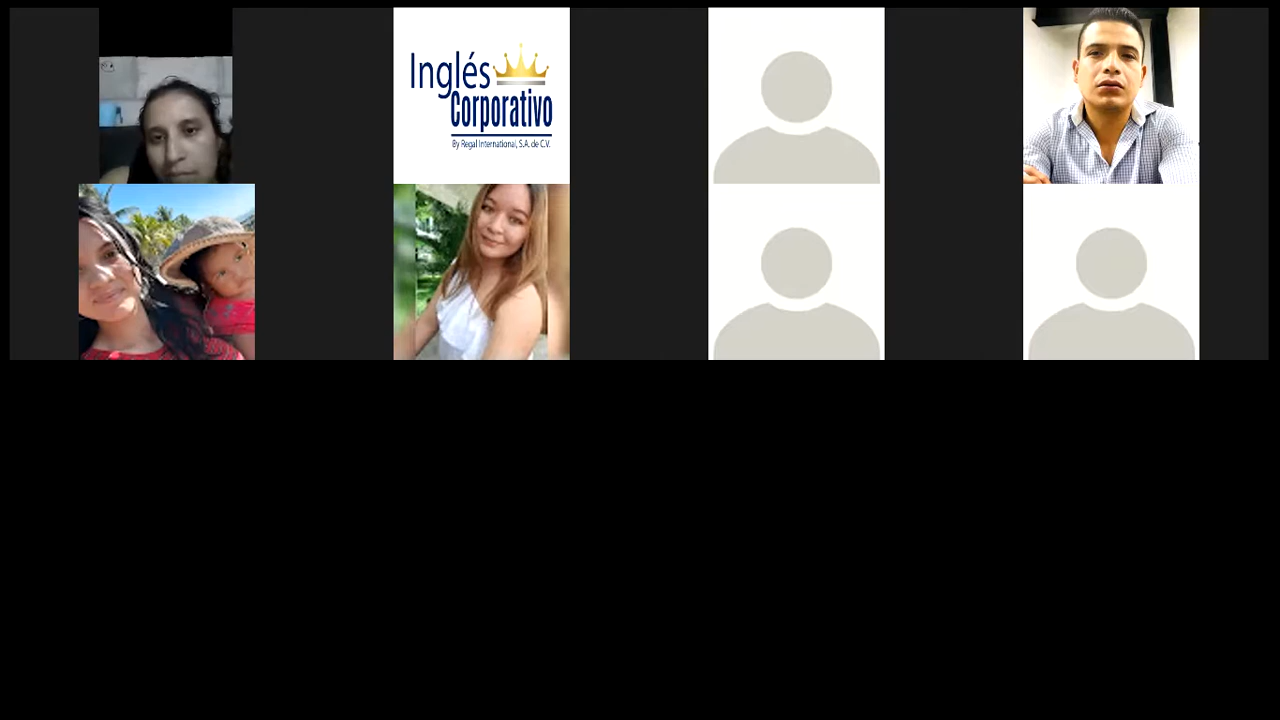 Inglés
Corporativo
By Regal International, S.A. de C.V.